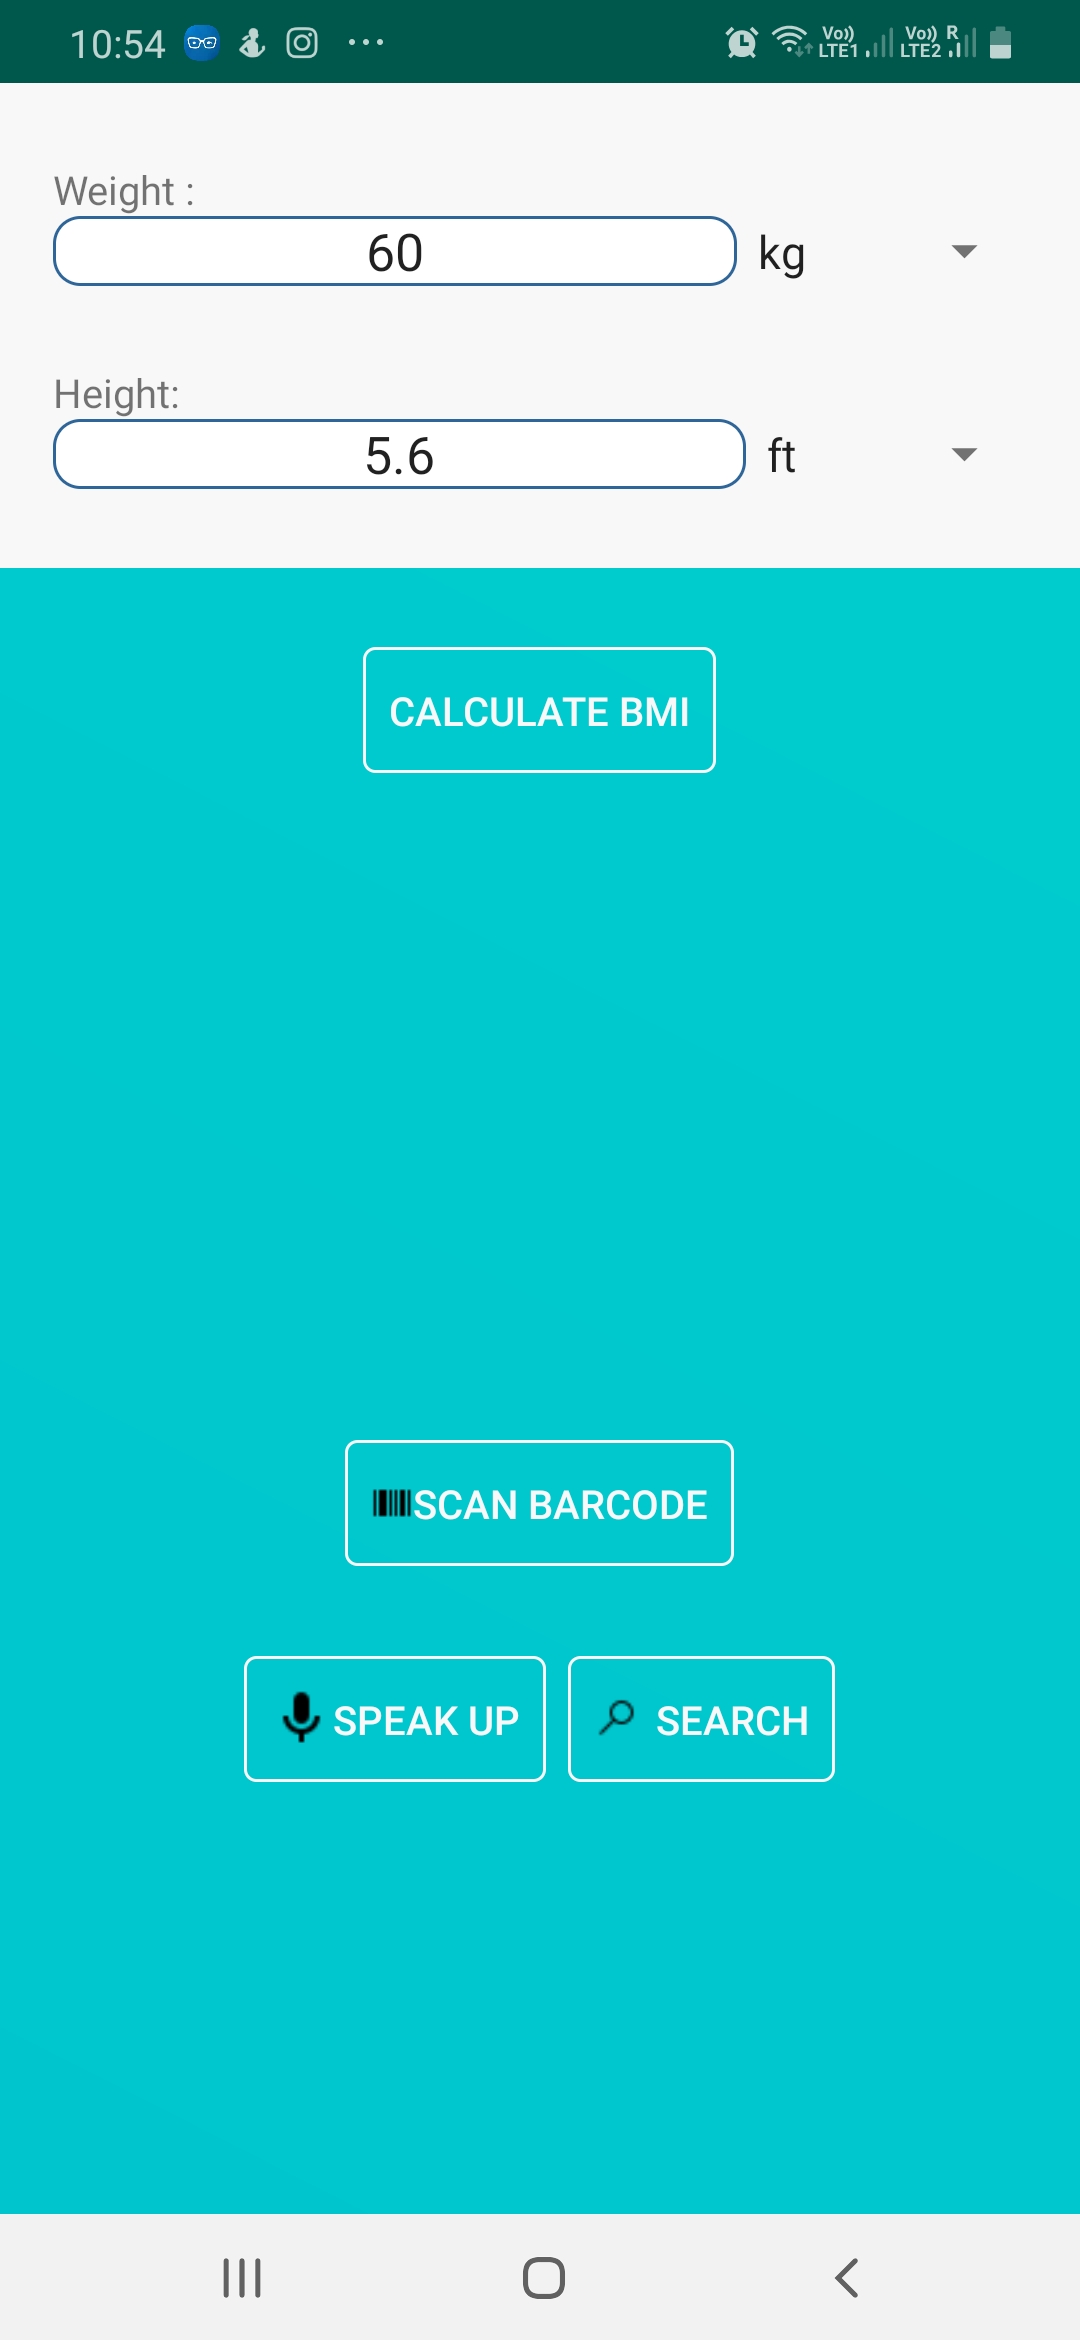 10:54 Vo)) LTE1 Vo)) LTE2 R
Weight :
60 kg
Height:
5.6 ft
CALCULATE BMI
SCAN BARCODE
SPEAK UP SEARCH